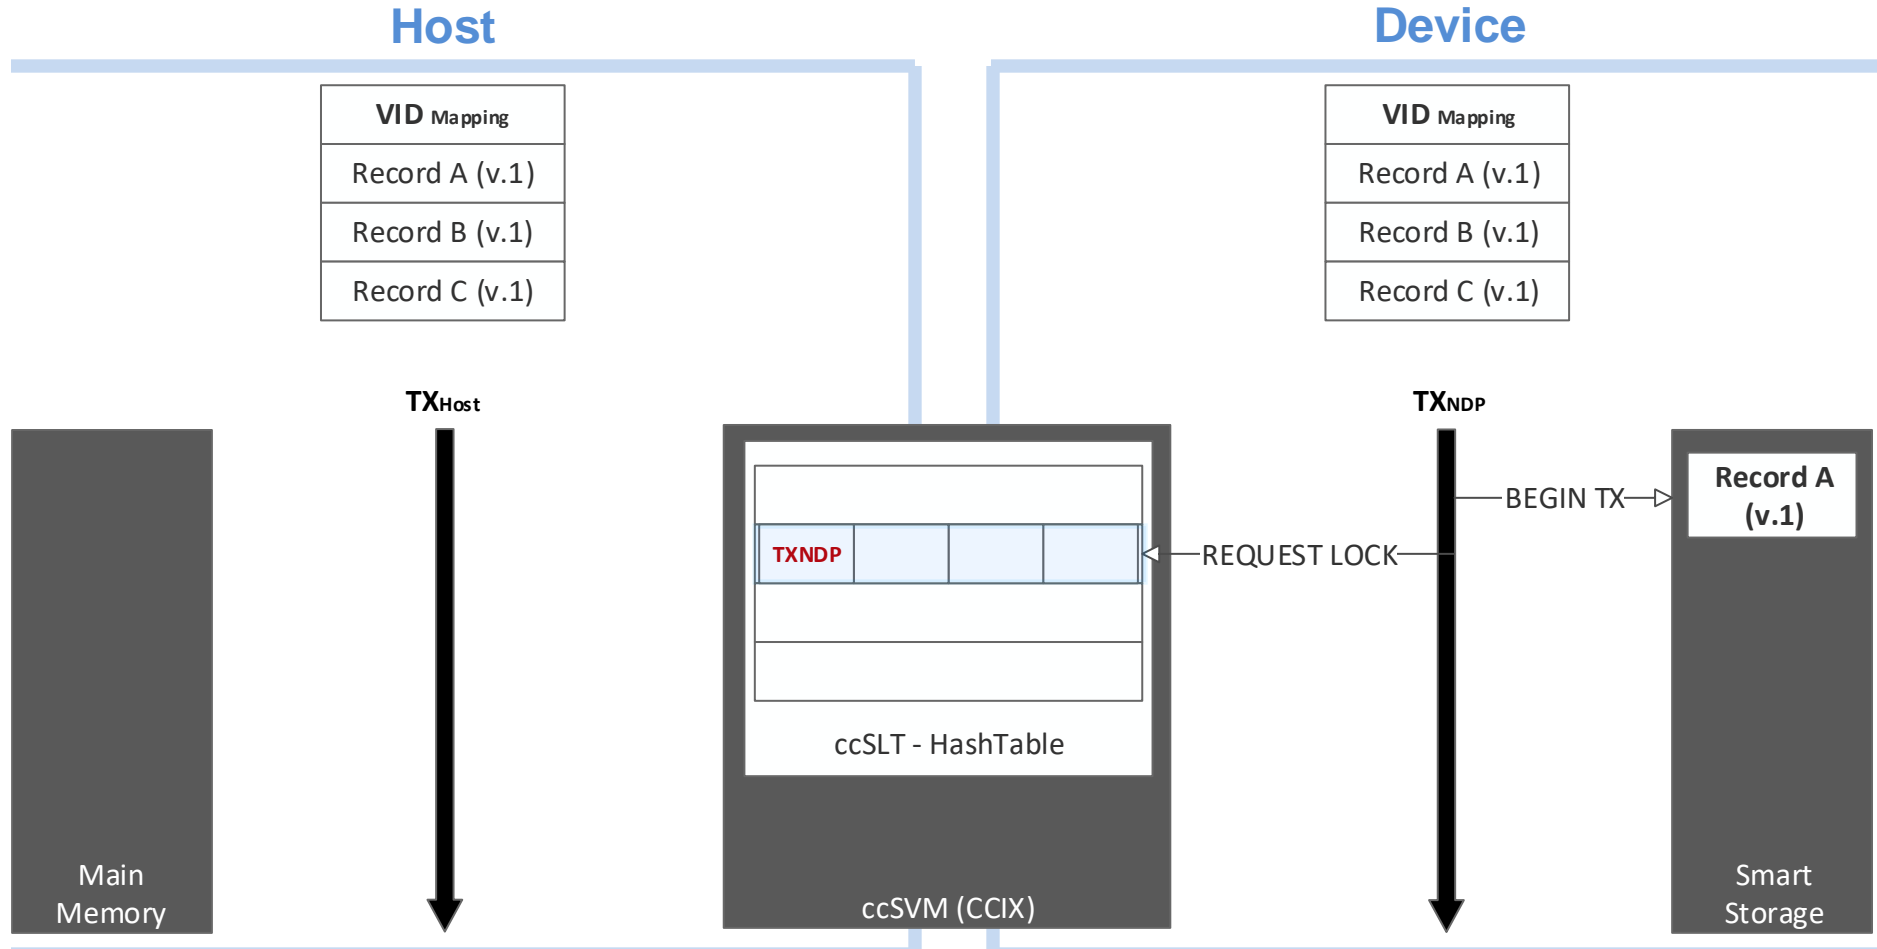 Host
Device
VID Mapping
Record A (v.1)
Record B (v.1)
Record C (v.1)
VID Mapping
Record A (v.1)
Record B (v.1)
Record C (v.1)
TXHost
TXNDP
BEGIN TX
Record A
(v.1)
TXNDP
REQUEST LOCK
ccSLT - HashTable
Main
Memory
ccSVM (CCIX)
Smart
Storage